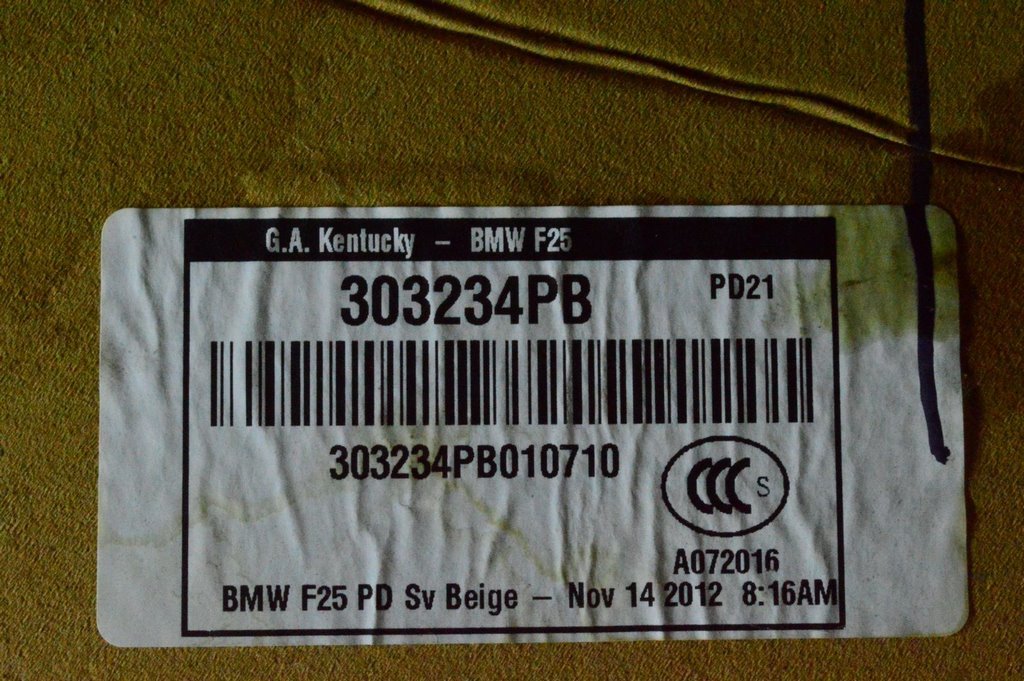 G.A. Kentucky – BMW F25
303234PB PD21
303234PB010710
CCC S
A072016
BMW F25 PD Sv Beige – Nov 14 2012 8:16AM